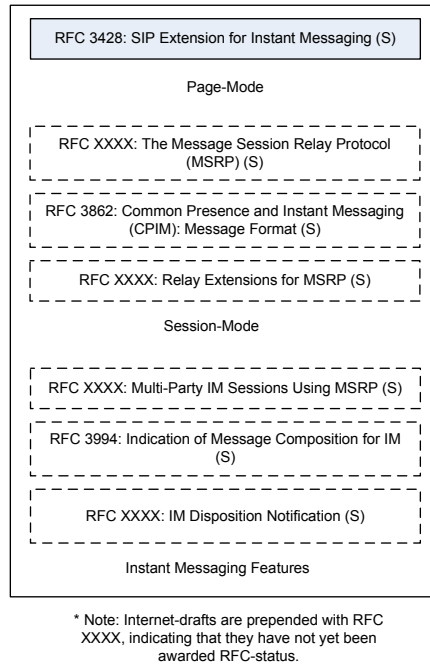 RFC 3428: SIP Extension for Instant Messaging (S)
Page-Mode
RFC XXXX: The Message Session Relay Protocol
(MSRP) (S)
RFC 3862: Common Presence and Instant Messaging
(CPIM): Message Format (S)
RFC XXXX: Relay Extensions for MSRP (S)
Session-Mode
RFC XXXX: Multi-Party IM Sessions Using MSRP (S)
RFC 3994: Indication of Message Composition for IM
(S)
RFC XXXX: IM Disposition Notification (S)
Instant Messaging Features
* Note: Internet-drafts are prepended with RFC
XXXX, indicating that they have not yet been
awarded RFC-status.